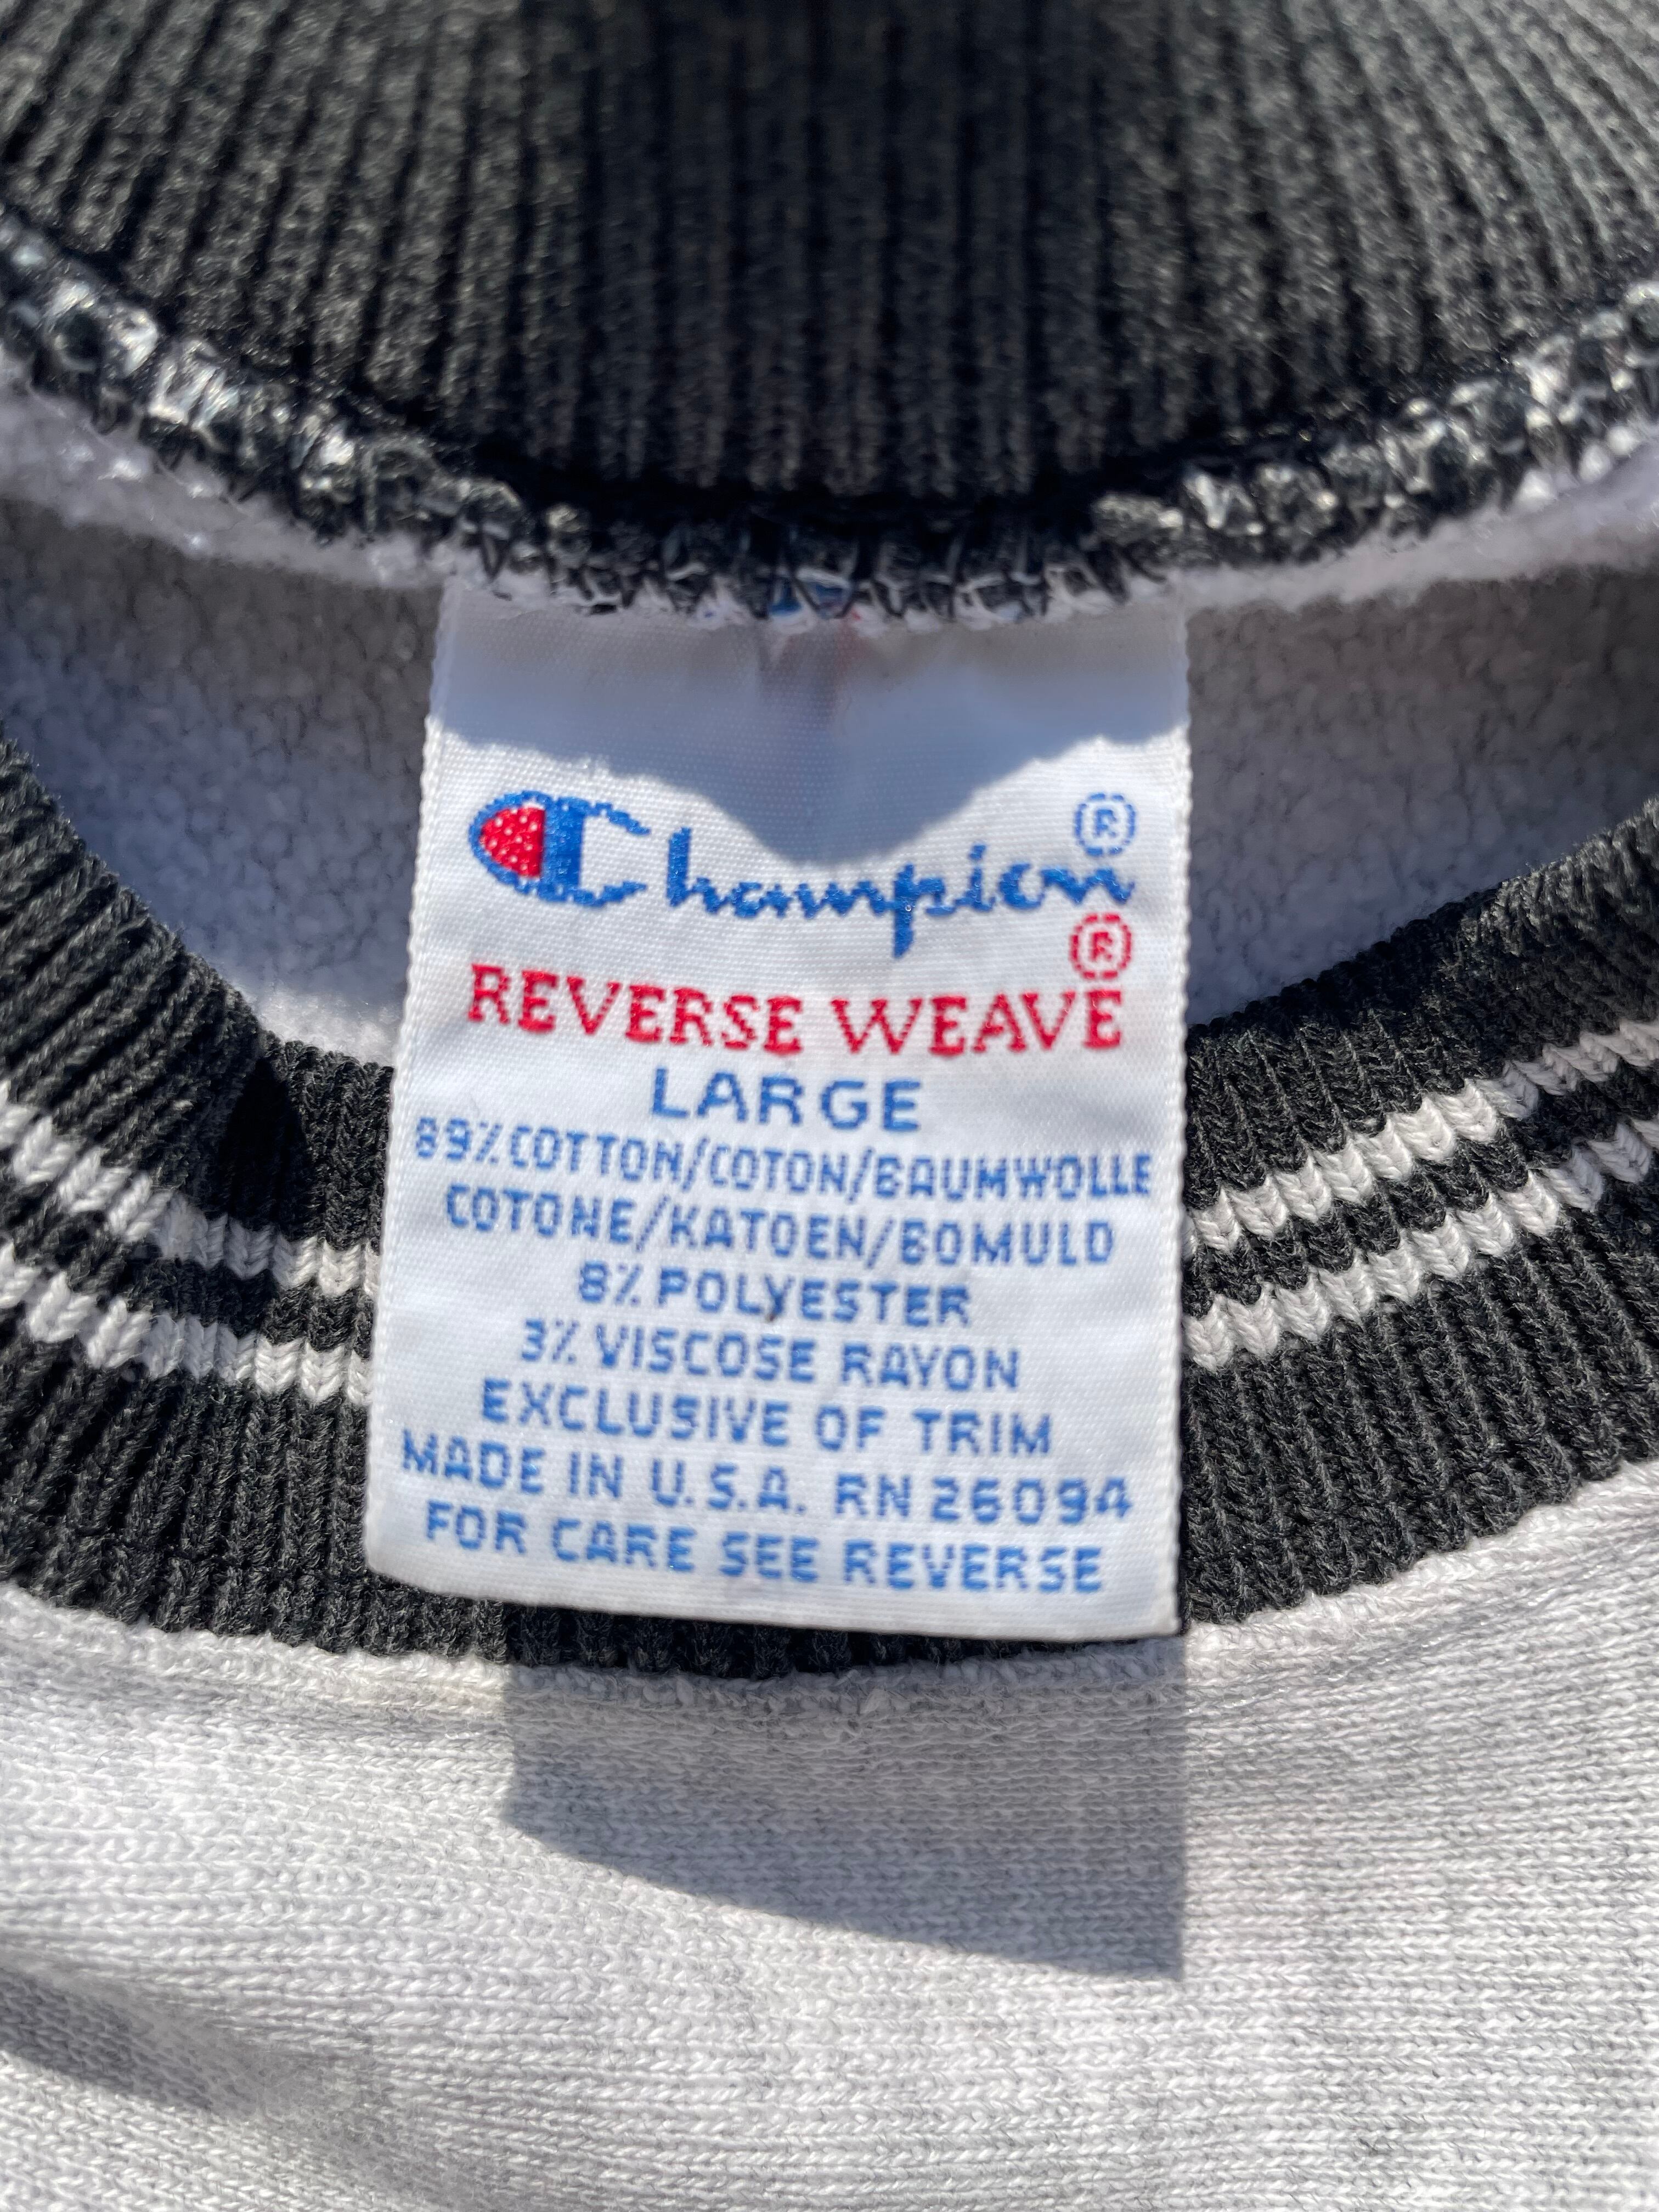 Champion®
REVERSE WEAVE®
LARGE
89% COTTON/COTON/BAUMWOLLE
COTONE/KATOEN/BOMULD
8% POLYESTER
3% VISCOSE RAYON
EXCLUSIVE OF TRIM
MADE IN U.S.A. RN 26094
FOR CARE SEE REVERSE